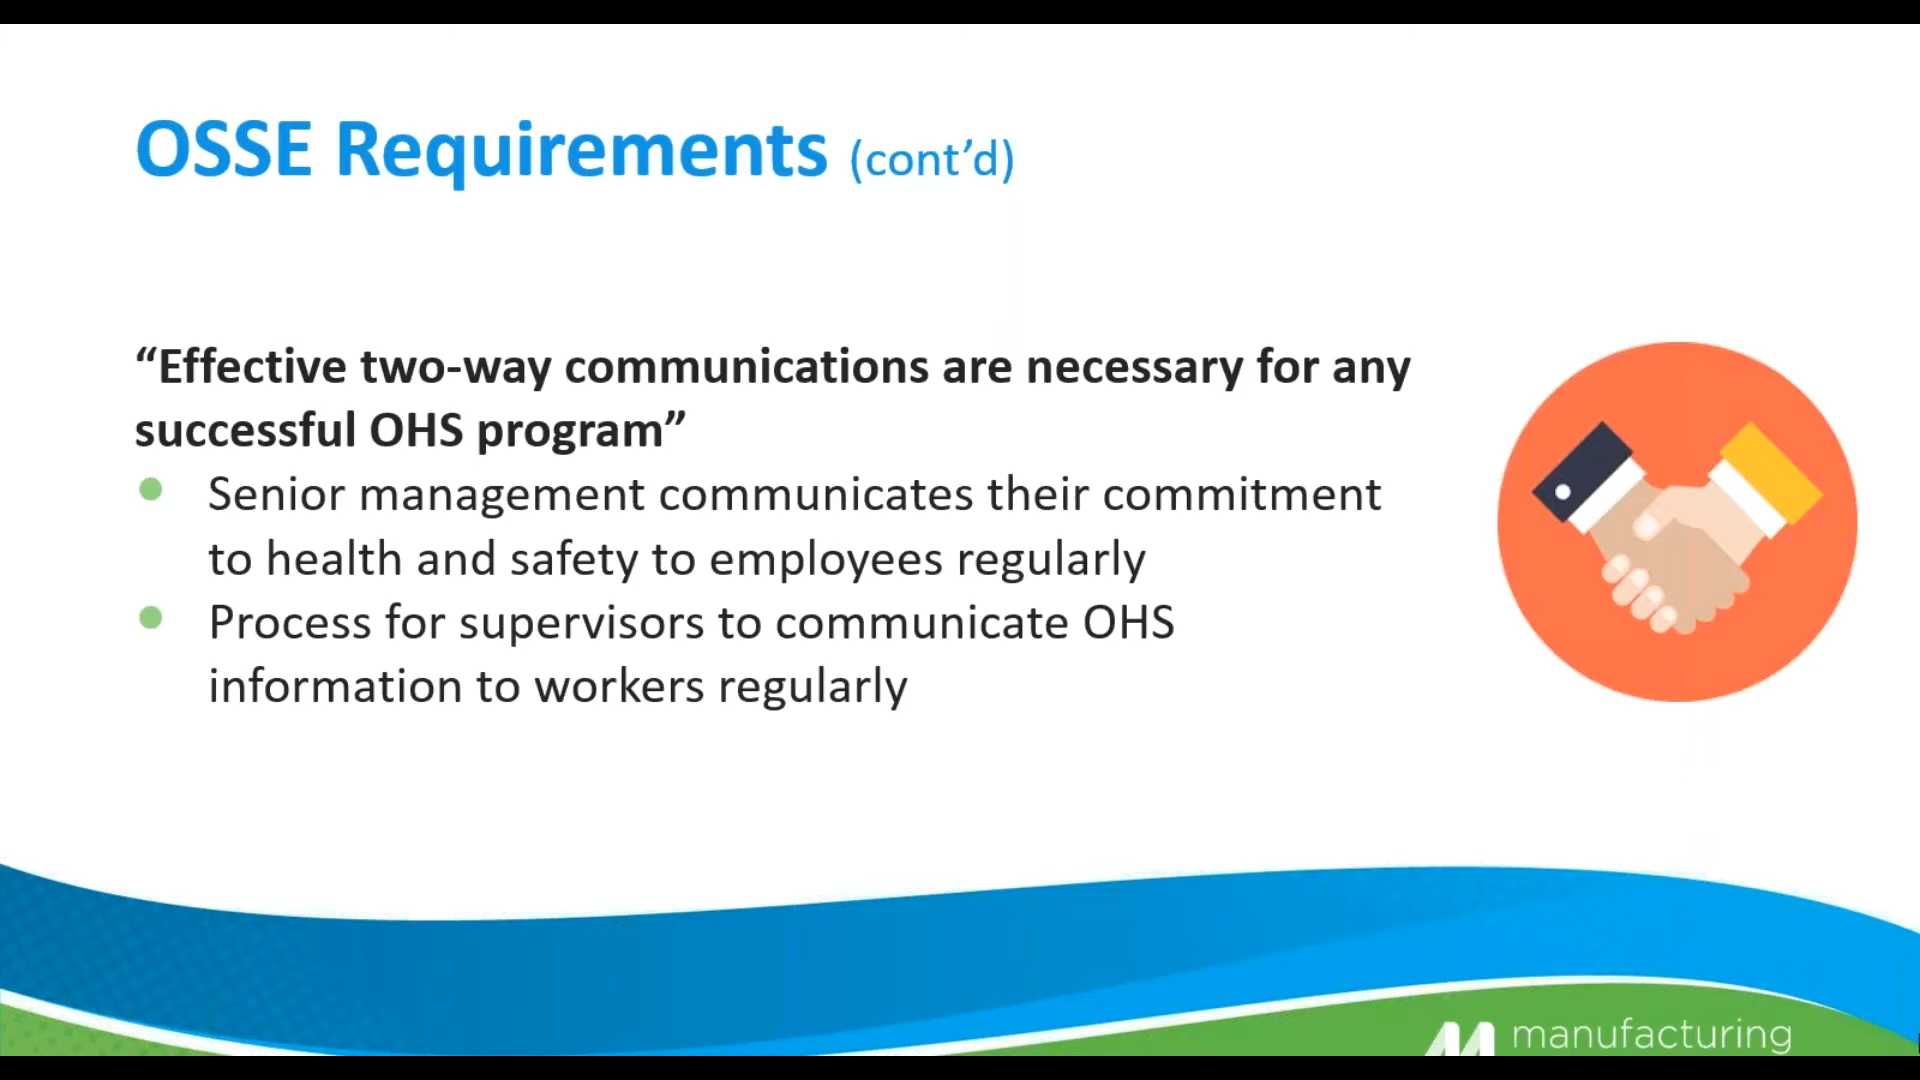 OSSE Requirements (cont’d)
“Effective two-way communications are necessary for any
successful OHS program”
Senior management communicates their commitment
to health and safety to employees regularly
Process for supervisors to communicate OHS
information to workers regularly
manufacturing